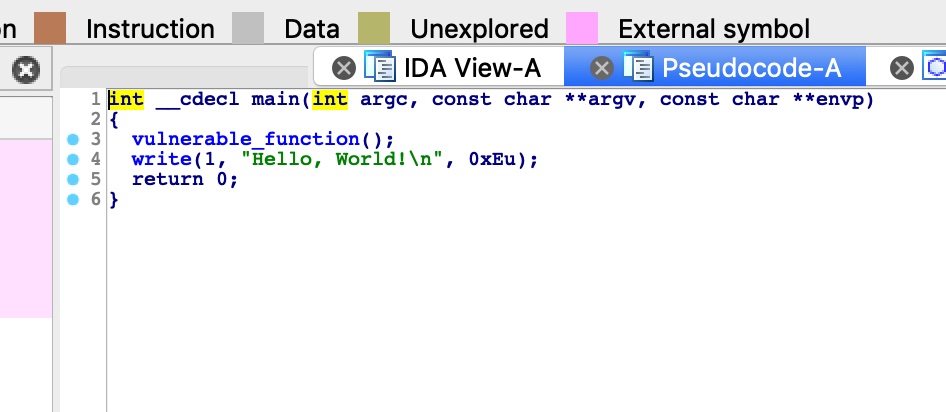 n Instruction Data Unexplored External symbol
IDA View-A Pseudocode-A
1 int __cdecl main(int argc, const char **argv, const char **envp)
2 {
3 vulnerable_function();
4 write(1, "Hello, World!\n", 0xEu);
5 return 0;
6 }